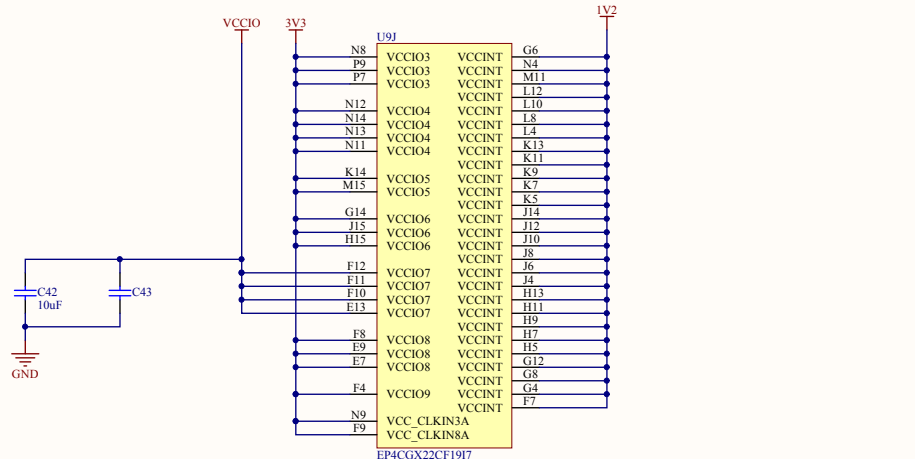 VCCIO 3V3 1V2
U9J
N8 VCCIO3 VCCINT G6
P9 VCCIO3 VCCINT N4
P7 VCCIO3 VCCINT M11
VCCINT L12
N12 VCCIO4 VCCINT L10
N14 VCCIO4 VCCINT L8
N13 VCCIO4 VCCINT L4
N11 VCCIO4 VCCINT K13
VCCINT K11
K14 VCCIO5 VCCINT K9
M15 VCCIO5 VCCINT K7
VCCINT K5
G14 VCCIO6 VCCINT J14
J15 VCCIO6 VCCINT J12
H15 VCCIO6 VCCINT J10
VCCINT J8
F12 VCCIO7 VCCINT J6
F11 VCCIO7 VCCINT J4
F10 VCCIO7 VCCINT H13
E13 VCCIO7 VCCINT H11
VCCINT H9
F8 VCCIO8 VCCINT H7
E9 VCCIO8 VCCINT H5
E7 VCCIO8 VCCINT G12
VCCINT G8
F4 VCCIO9 VCCINT G4
VCCINT F7
N9 VCC_CLKIN3A
F9 VCC_CLKIN8A
EP4CGX22CF19I7
C42 C43
10uF
GND